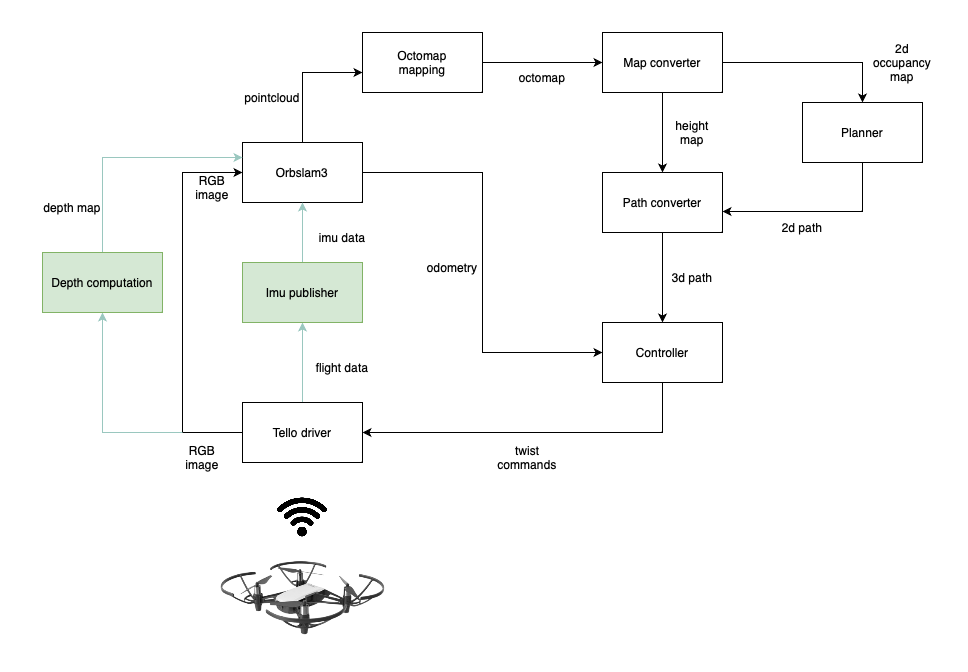 Octomap
mapping
octomap
Map converter
2d
occupancy
map
pointcloud
height
map
Planner
Orbslam3
RGB
image
depth map
Path converter
2d path
imu data
odometry
Depth computation
Imu publisher
3d path
flight data
Controller
Tello driver
RGB
image
twist
commands